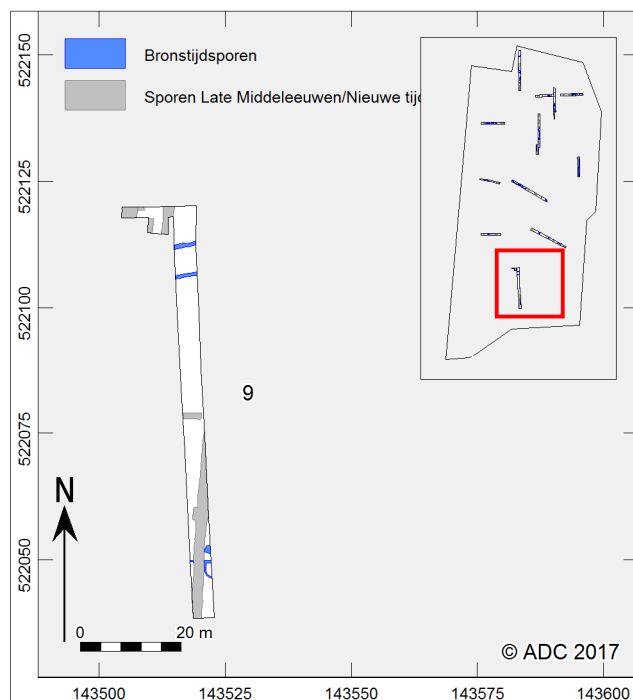 Bronstijdsporen
Sporen Late Middeleeuwen/Nieuwe tijd
522150
522125
522100
522075
522050
9
N
0 20 m
© ADC 2017
143500 143525 143550 143575 143600